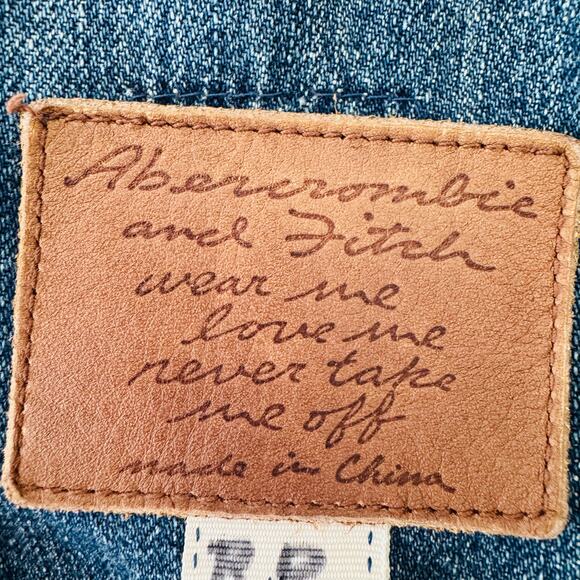 Abercrombie
and Fitch
wear me
love me
never take
me off
made in China